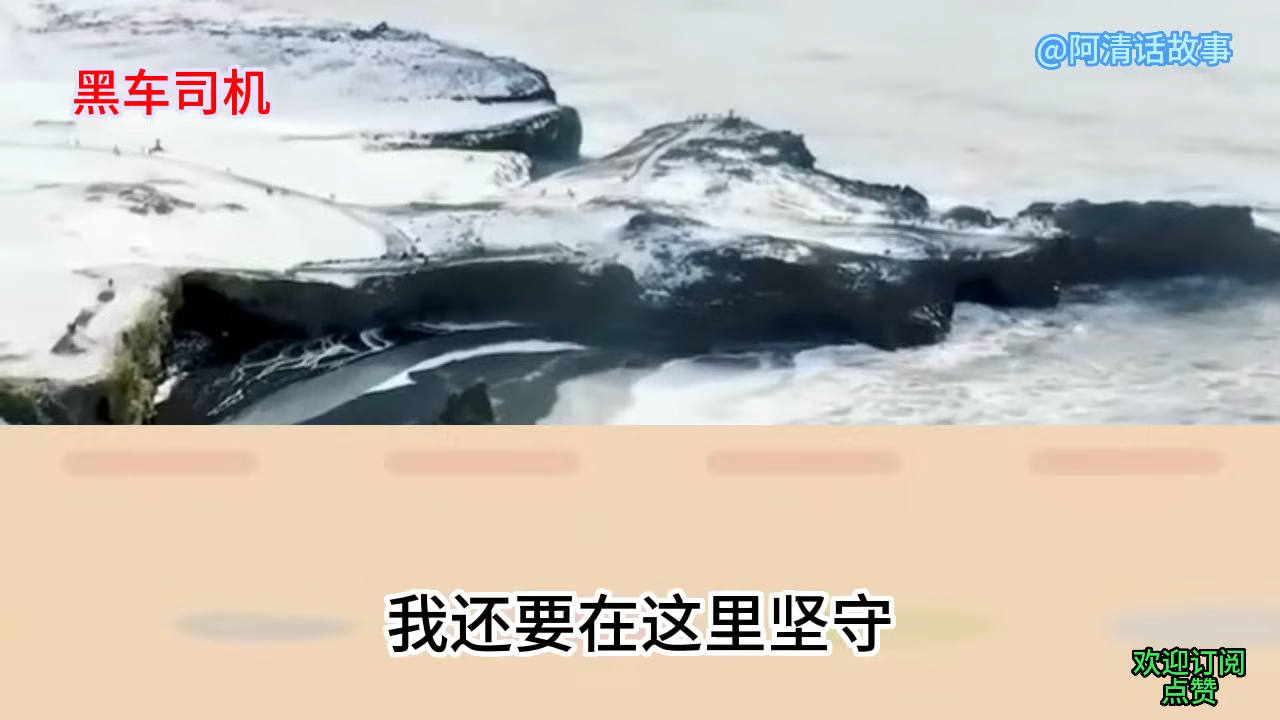 @阿清话故事
黑车司机
我还要在这里坚守
欢迎订阅
点赞